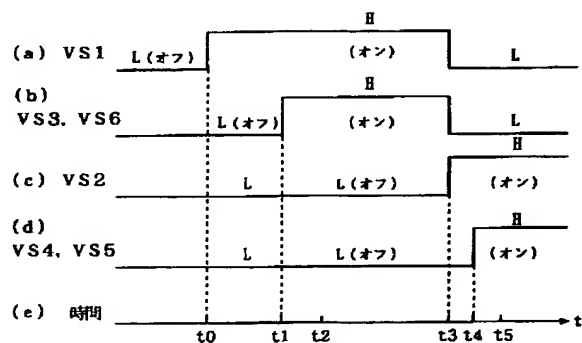 H
(a) VS1 L(オフ) (オン) L
(b) H
VS3, VS6 L(オフ) (オン) L
H
(c) VS2 L L(オフ) (オン)
(d) H
VS4, VS5 L L(オフ) (オン)
(e) 時間 t
t0 t1 t2 t3 t4 t5